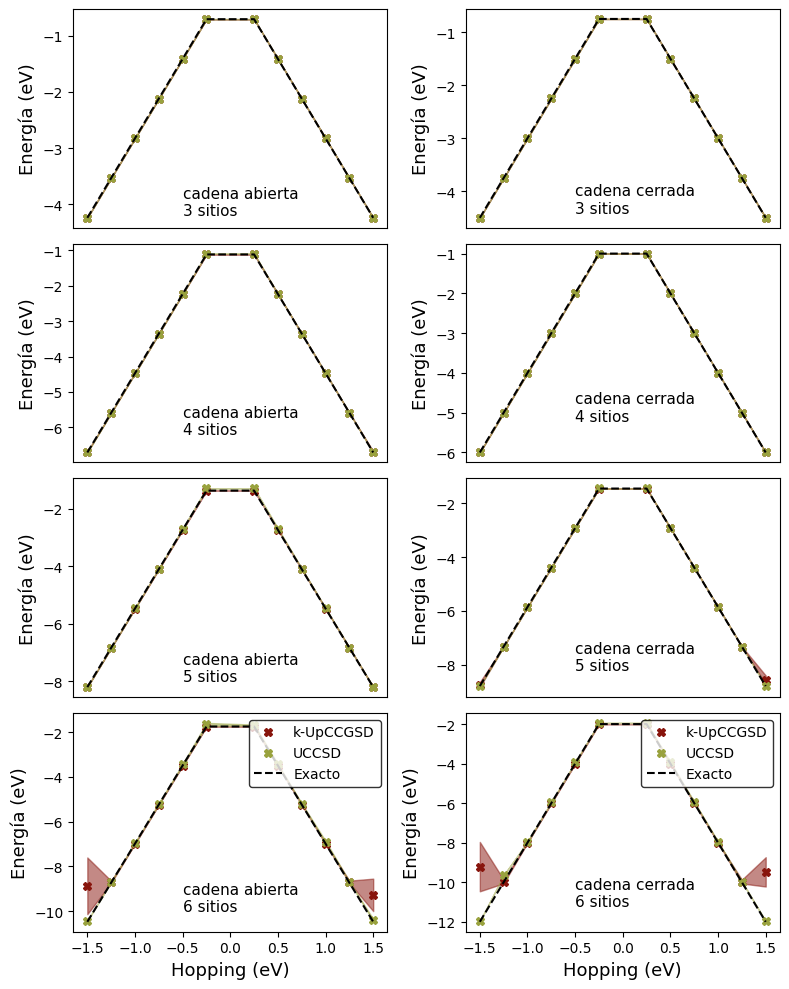 Energía (eV)
−1
−2
−3
−4
cadena abierta
3 sitios
Energía (eV)
−1
−2
−3
−4
cadena cerrada
3 sitios
Energía (eV)
−1
−2
−3
−4
−5
−6
cadena abierta
4 sitios
Energía (eV)
−1
−2
−3
−4
−5
−6
cadena cerrada
4 sitios
Energía (eV)
−2
−4
−6
−8
cadena abierta
5 sitios
Energía (eV)
−2
−4
−6
−8
cadena cerrada
5 sitios
Energía (eV)
−2
−4
−6
−8
−10
k-UpCCGSD
UCCSD
Exacto
cadena abierta
6 sitios
−1.5 −1.0 −0.5 0.0 0.5 1.0 1.5
Hopping (eV)
Energía (eV)
−2
−4
−6
−8
−10
−12
k-UpCCGSD
UCCSD
Exacto
cadena cerrada
6 sitios
−1.5 −1.0 −0.5 0.0 0.5 1.0 1.5
Hopping (eV)